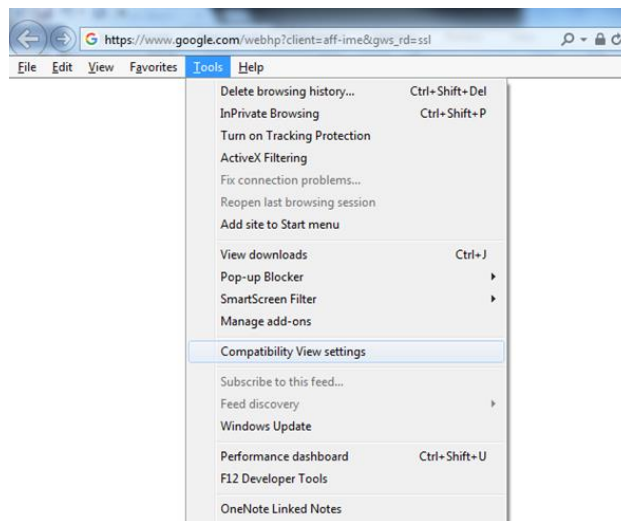 https://www.google.com/webhp?client=aff-ime&gws_rd=ssl
File Edit View Favorites Tools Help
Delete browsing history... Ctrl+Shift+Del
InPrivate Browsing Ctrl+Shift+P
Turn on Tracking Protection
ActiveX Filtering
Fix connection problems...
Reopen last browsing session
Add site to Start menu
View downloads Ctrl+J
Pop-up Blocker
SmartScreen Filter
Manage add-ons
Compatibility View settings
Subscribe to this feed...
Feed discovery
Windows Update
Performance dashboard Ctrl+Shift+U
F12 Developer Tools
OneNote Linked Notes